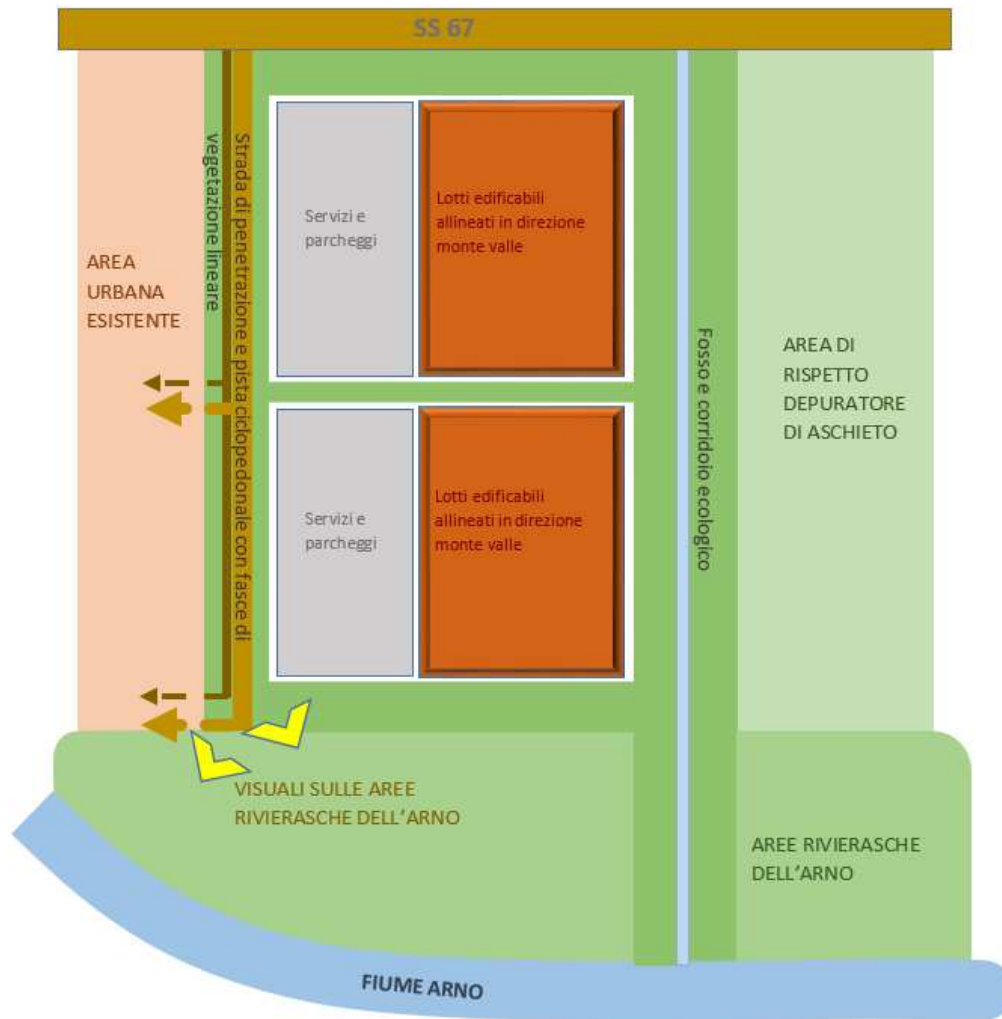 SS 67
AREA
URBANA
ESISTENTE
vegetazione lineare
Strada di penetrazione e pista ciclopedonale con fasce di
Servizi e
parcheggi
Lotti edificabili
allineati in direzione
monte valle
Servizi e
parcheggi
Lotti edificabili
allineati in direzione
monte valle
Fosso e corridoio ecologico
AREA DI
RISPETTO
DEPURATORE
DI ASCHIETO
VISUALI SULLE AREE
RIVIERASCHE DELL'ARNO
AREE RIVIERASCHE
DELL'ARNO
FIUME ARNO